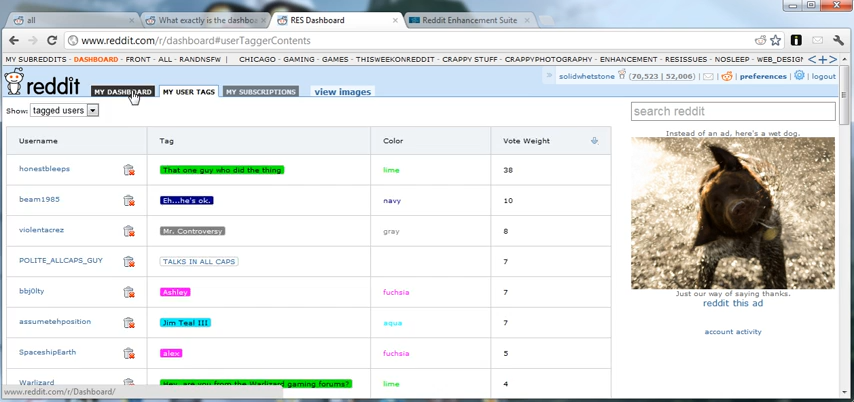 all
What exactly is the dashboa
RES Dashboard
Reddit Enhancement Suite
www.reddit.com/r/dashboard#userTaggerContents
MY SUBREDDITS DASHBOARD · FRONT · ALL · RANDNSFW | CHICAGO · GAMING · GAMES · THISWEEKONREDDIT · CRAPPY STUFF · CRAPPYPHOTOGRAPHY · ENHANCEMENT · RESISSUES · NOSLEEP · WEB_DESIGN <+>
» solidwhetstone (70,523 | 52,006) | preferences | logout
reddit MY DASHBOARD MY USER TAGS MY SUBSCRIPTIONS view images
Show: tagged users
search reddit
Instead of an ad, here's a wet dog.
Username Tag Color Vote Weight
honestbleeps That one guy who did the thing lime 38
beam1985 Eh...he's ok. navy 10
violentacrez Mr. Controversy gray 8
POLITE_ALLCAPS_GUY TALKS IN ALL CAPS 7
bbj0lty Ashley fuchsia 7
Just our way of saying thanks.
reddit this ad
assumetehposition Jim Teal III aqua 7
account activity
SpaceshipEarth alex fuchsia 5
Warlizard Hey, are you from the Warlizard gaming forums? lime 4
www.reddit.com/r/Dashboard/